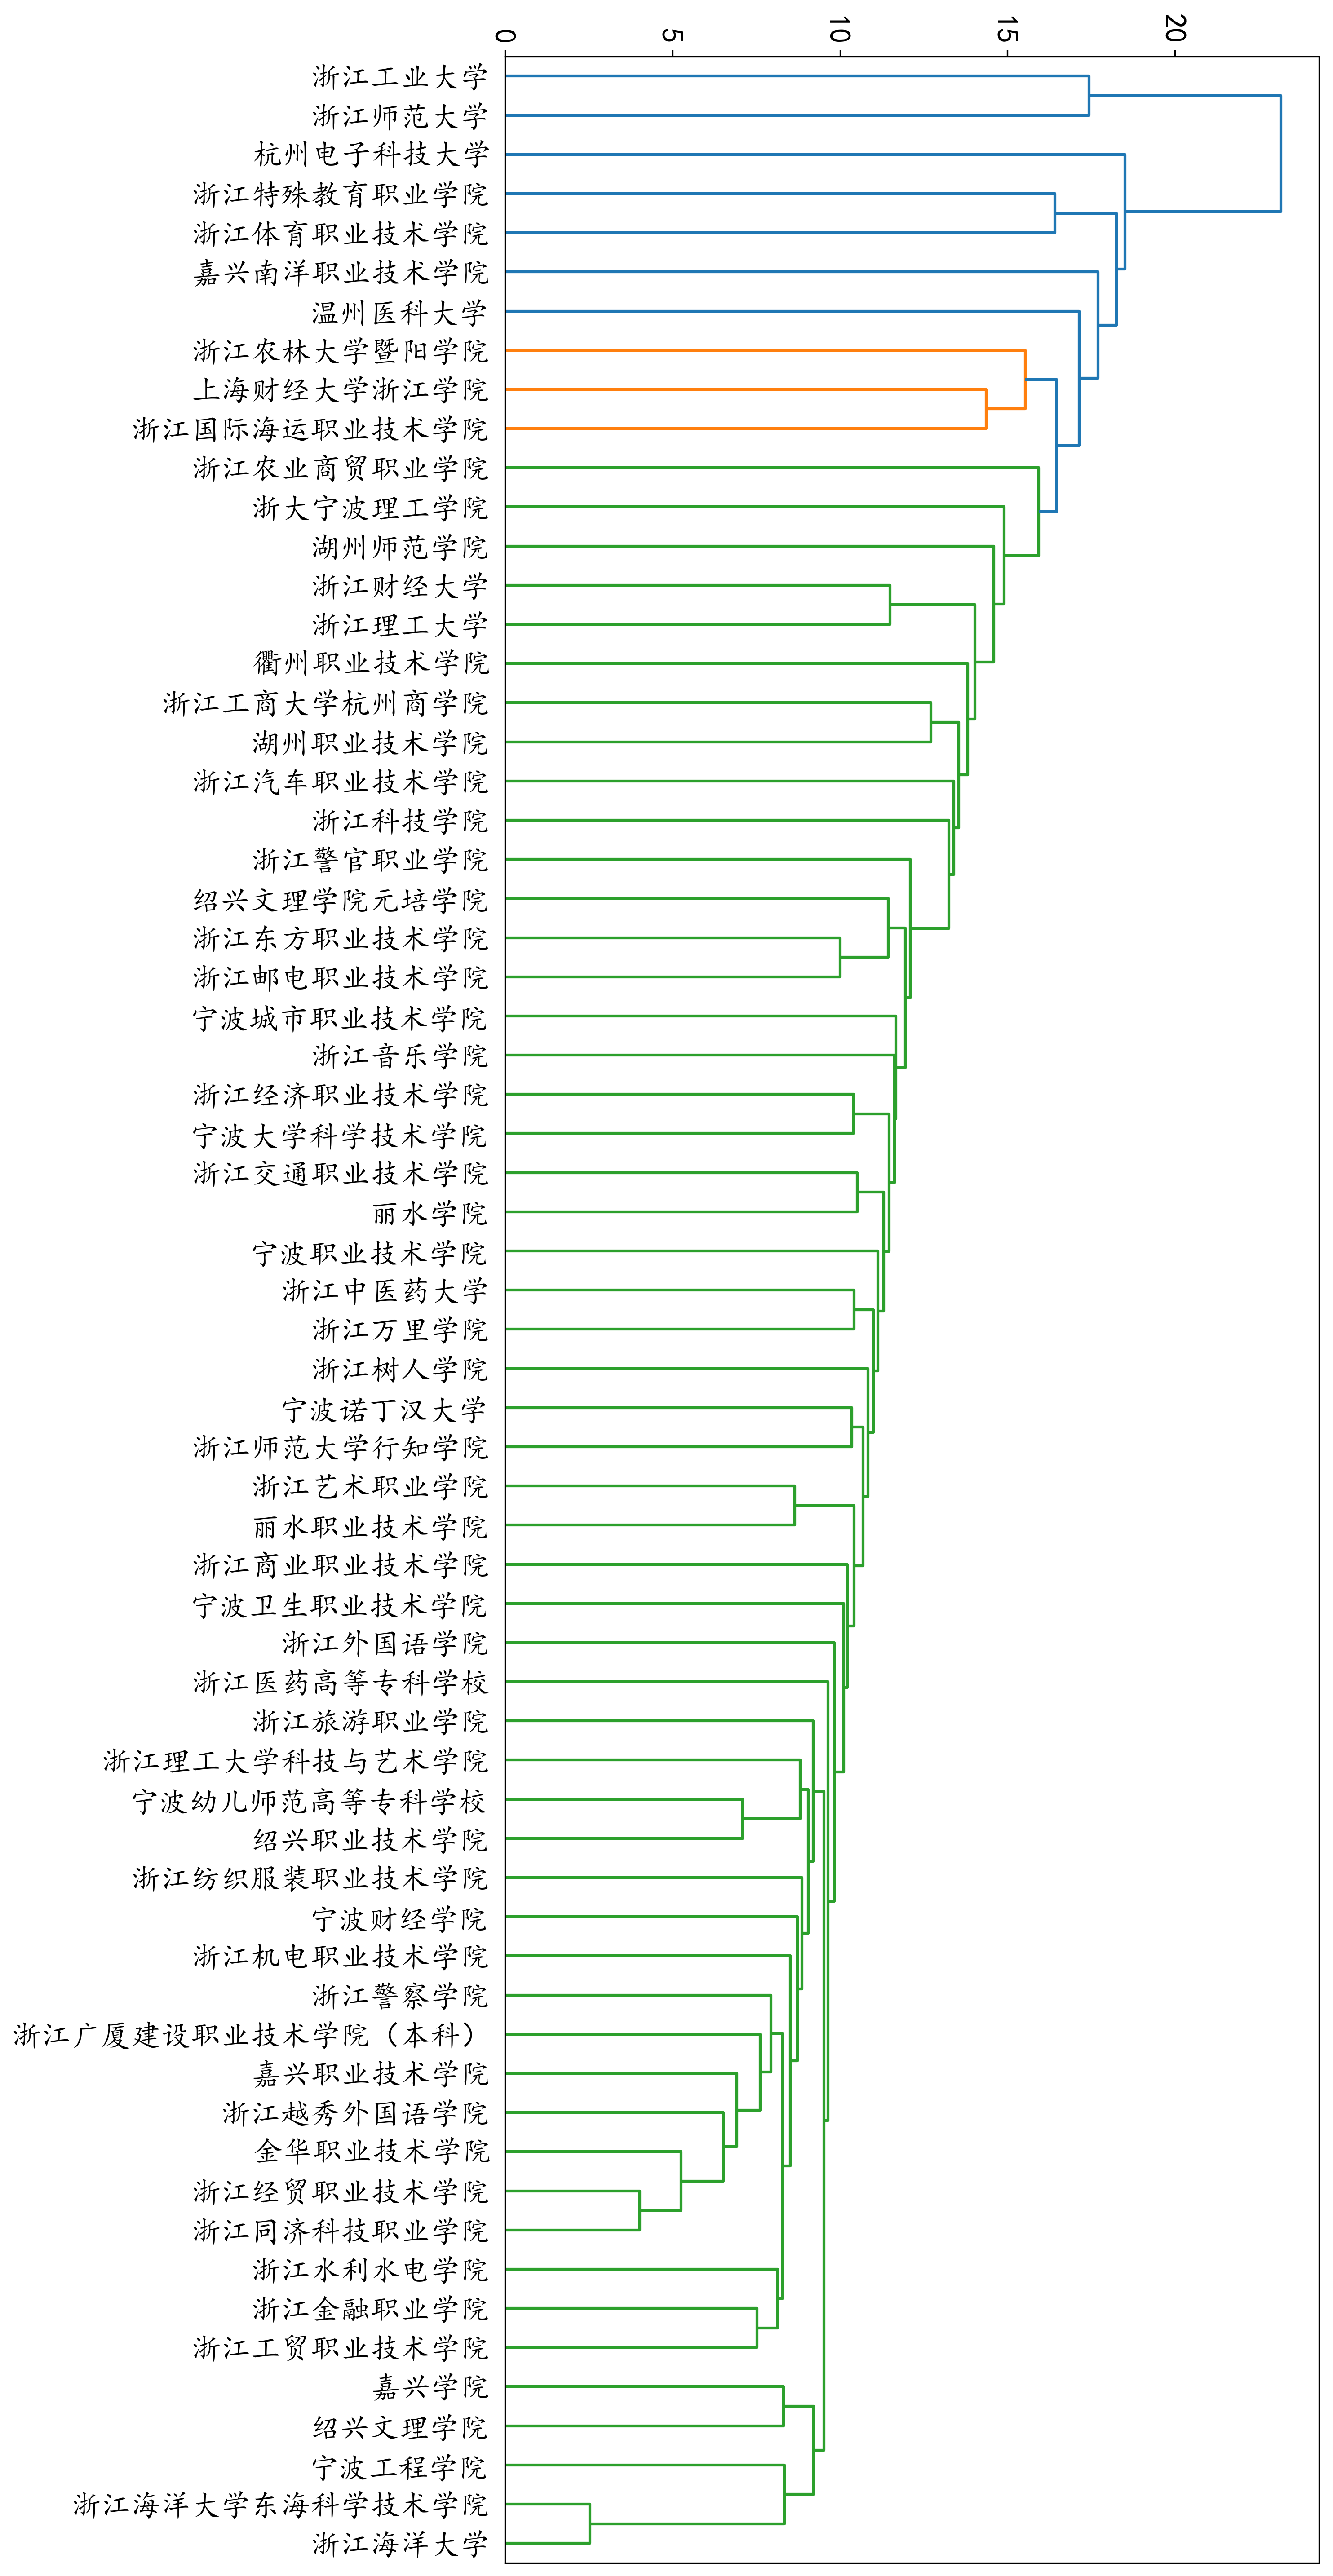 0 5 10 15 20
浙江工业大学
浙江师范大学
杭州电子科技大学
浙江特殊教育职业学院
浙江体育职业技术学院
嘉兴南洋职业技术学院
温州医科大学
浙江农林大学暨阳学院
上海财经大学浙江学院
浙江国际海运职业技术学院
浙江农业商贸职业学院
浙大宁波理工学院
湖州师范学院
浙江财经大学
浙江理工大学
衢州职业技术学院
浙江工商大学杭州商学院
湖州职业技术学院
浙江汽车职业技术学院
浙江科技学院
浙江警官职业学院
绍兴文理学院元培学院
浙江东方职业技术学院
浙江邮电职业技术学院
宁波城市职业技术学院
浙江音乐学院
浙江经济职业技术学院
宁波大学科学技术学院
浙江交通职业技术学院
丽水学院
宁波职业技术学院
浙江中医药大学
浙江万里学院
浙江树人学院
宁波诺丁汉大学
浙江师范大学行知学院
浙江艺术职业学院
丽水职业技术学院
浙江商业职业技术学院
宁波卫生职业技术学院
浙江外国语学院
浙江医药高等专科学校
浙江旅游职业学院
浙江理工大学科技与艺术学院
宁波幼儿师范高等专科学校
绍兴职业技术学院
浙江纺织服装职业技术学院
宁波财经学院
浙江机电职业技术学院
浙江警察学院
浙江广厦建设职业技术学院（本科）
嘉兴职业技术学院
浙江越秀外国语学院
金华职业技术学院
浙江经贸职业技术学院
浙江同济科技职业学院
浙江水利水电学院
浙江金融职业学院
浙江工贸职业技术学院
嘉兴学院
绍兴文理学院
宁波工程学院
浙江海洋大学东海科学技术学院
浙江海洋大学